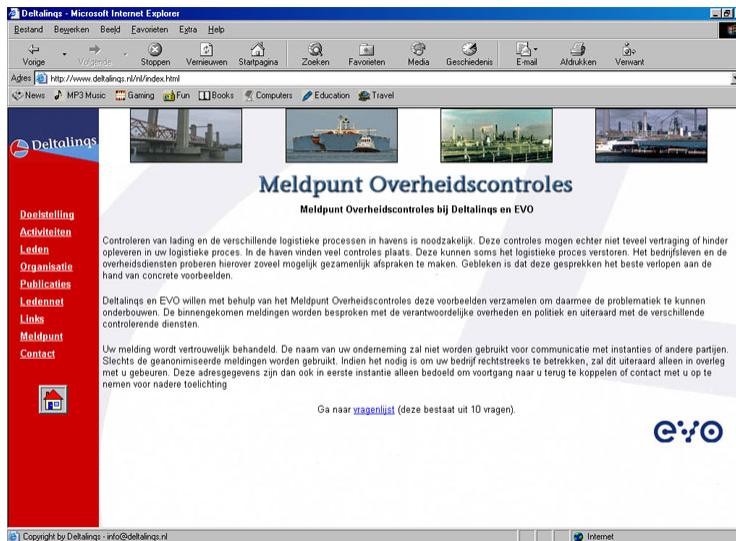 Deltalinqs - Microsoft Internet Explorer
Bestand Bewerken Beeld Favorieten Extra Help
Vorige Volgende Stoppen Vernieuwen Startpagina Zoeken Favorieten Media Geschiedenis E-mail Afdrukken Verwant
Adres http://www.deltalinqs.nl/nl/index.html
News MP3 Music Gaming Fun Books Computers Education Travel
Deltalinqs
Meldpunt Overheidscontroles
Meldpunt Overheidscontroles bij Deltalinqs en EVO
Doelstelling
Activiteiten
Leden
Organisatie
Publicaties
Ledennet
Links
Meldpunt
Contact
Controleren van lading en de verschillende logistieke processen in havens is noodzakelijk. Deze controles mogen echter niet teveel vertraging of hinder
opleveren in uw logistieke proces. In de haven vinden veel controles plaats. Deze kunnen soms het logistieke proces verstoren. Het bedrijfsleven en de
overheidsdiensten proberen hierover zoveel mogelijk gezamenlijk afspraken te maken. Gebleken is dat deze gesprekken het beste verlopen aan de
hand van concrete voorbeelden.
Deltalinqs en EVO willen met behulp van het Meldpunt Overheidscontroles deze voorbeelden verzamelen om daarmee de problematiek te kunnen
onderbouwen. De binnengekomen meldingen worden besproken met de verantwoordelijke overheden en politiek en uiteraard met de verschillende
controlerende diensten.
Uw melding wordt vertrouwelijk behandeld. De naam van uw onderneming zal niet worden gebruikt voor communicatie met instanties of andere partijen.
Slechts de geanonimiseerde meldingen worden gebruikt. Indien het nodig is om uw bedrijf rechtstreeks te betrekken, zal dit uiteraard alleen in overleg
met u gebeuren. Deze adresgegevens zijn dan ook in eerste instantie alleen bedoeld om voortgang naar u terug te koppelen of contact met u op te
nemen voor nadere toelichting
Ga naar vragenlijst (deze bestaat uit 10 vragen).
evo
Copyright by Deltalinqs - info@deltalinqs.nl Internet